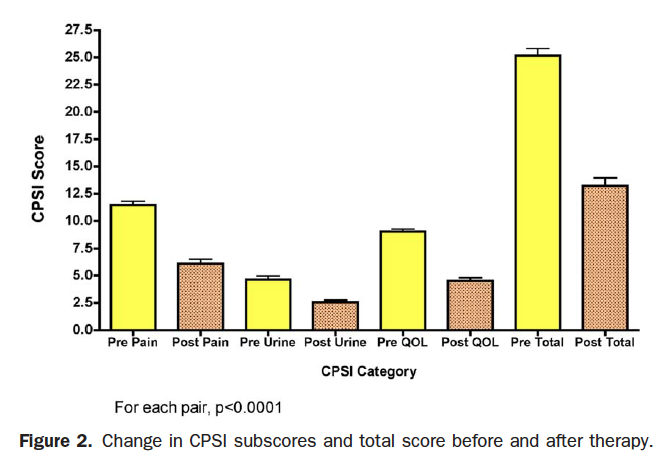 27.5
25.0
22.5
20.0
17.5
15.0
12.5
10.0
7.5
5.0
2.5
0.0
CPSI Score
Pre Pain Post Pain Pre Urine Post Urine Pre QOL Post QOL Pre Total Post Total
CPSI Category
For each pair, p<0.0001
Figure 2. Change in CPSI subscores and total score before and after therapy.